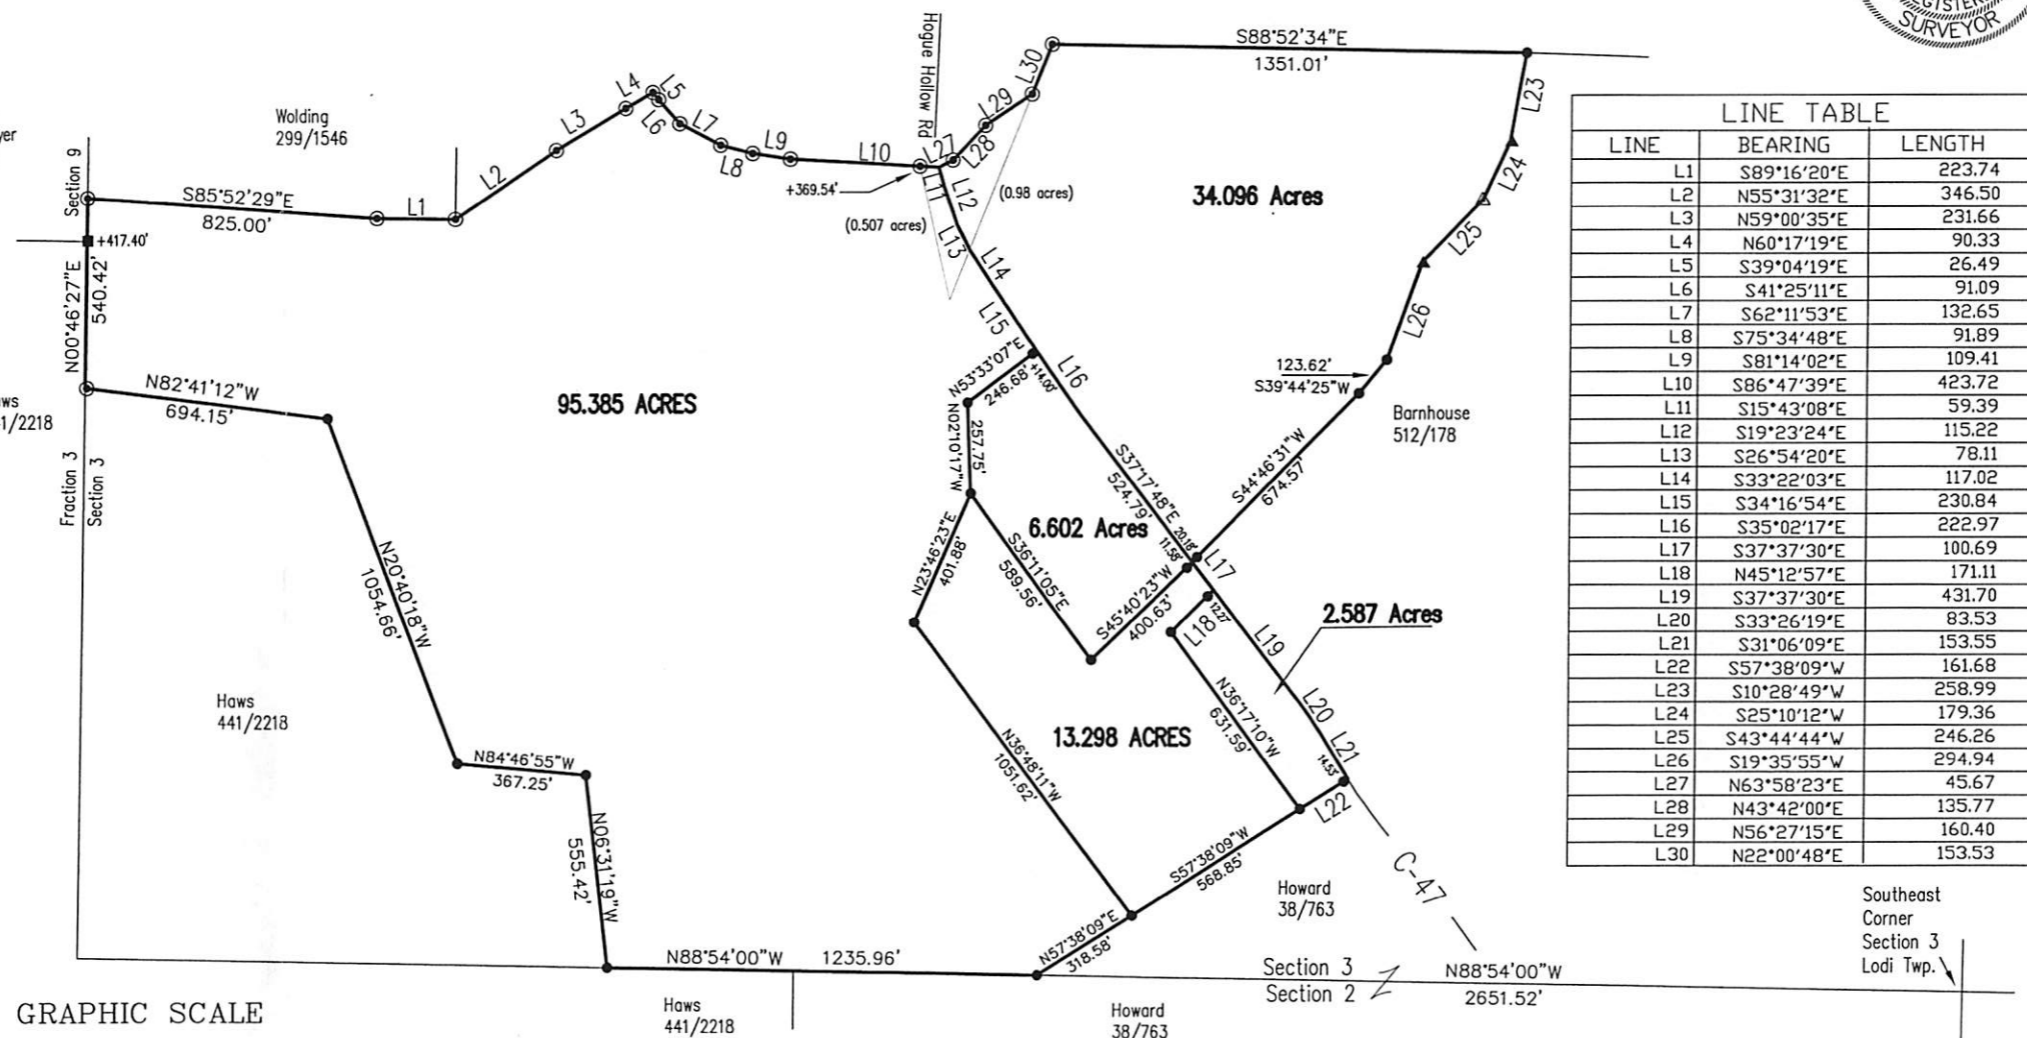 SURVEYOR
Hogue Hollow Rd
S88°52'34"E
1351.01'
L30
L29
L28
L27
L23
L24
L25
L26
Wolding
299/1546
Section 9
S85°52'29"E
825.00'
L1
L2
L3
L4
L5
L6
L7
L8
L9
L10
+369.54'
(0.507 acres)
(0.98 acres)
L11
L12
L13
L14
L15
L16
34.096 Acres
+417.40'
N00°46'27"E
540.42'
N82°41'12"W
694.15'
41/2218
Fraction 3
Section 3
95.385 ACRES
N53°33'07"E
246.68'
+14.00'
N02°10'17"W
257.75'
123.62'
S39°44'25"W
Barnhouse
512/178
S44°46'31"W
674.57'
S37°17'48"E
524.79'
20.18'
11.58'
6.602 Acres
N23°46'23"E
401.88'
S36°11'05"E
589.56'
S45°40'23"W
400.63'
L17
L18
12.27'
L19
2.587 Acres
L20
L21
14.53'
L22
N36°17'10"W
631.59'
13.298 ACRES
N36°48'11"W
1051.62'
N20°40'18"W
1054.66'
Haws
441/2218
N84°46'55"W
367.25'
N06°31'19"W
555.42'
S57°38'09"W
568.85'
N57°38'09"E
318.58'
Howard
38/763
C-47
N88°54'00"W 1235.96'
Section 3
Section 2
N88°54'00"W
2651.52'
Haws
441/2218
Howard
38/763
Southeast
Corner
Section 3
Lodi Twp.
GRAPHIC SCALE
LINE TABLE
LINE BEARING LENGTH
L1 S89°16'20"E 223.74
L2 N55°31'32"E 346.50
L3 N59°00'35"E 231.66
L4 N60°17'19"E 90.33
L5 S39°04'19"E 26.49
L6 S41°25'11"E 91.09
L7 S62°11'53"E 132.65
L8 S75°34'48"E 91.89
L9 S81°14'02"E 109.41
L10 S86°47'39"E 423.72
L11 S15°43'08"E 59.39
L12 S19°23'24"E 115.22
L13 S26°54'20"E 78.11
L14 S33°22'03"E 117.02
L15 S34°16'54"E 230.84
L16 S35°02'17"E 222.97
L17 S37°37'30"E 100.69
L18 N45°12'57"E 171.11
L19 S37°37'30"E 431.70
L20 S33°26'19"E 83.53
L21 S31°06'09"E 153.55
L22 S57°38'09"W 161.68
L23 S10°28'49"W 258.99
L24 S25°10'12"W 179.36
L25 S43°44'44"W 246.26
L26 S19°35'55"W 294.94
L27 N63°58'23"E 45.67
L28 N43°42'00"E 135.77
L29 N56°27'15"E 160.40
L30 N22°00'48"E 153.53